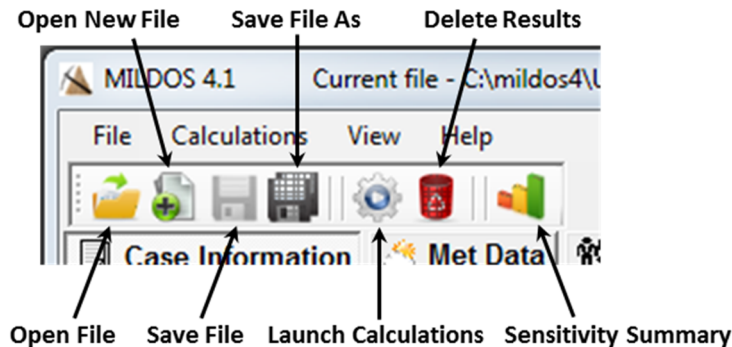 Open New File Save File As Delete Results
MILDOS 4.1 Current file - C:\mildos4\U
File Calculations View Help
Case Information Met Data
Open File Save File Launch Calculations Sensitivity Summary